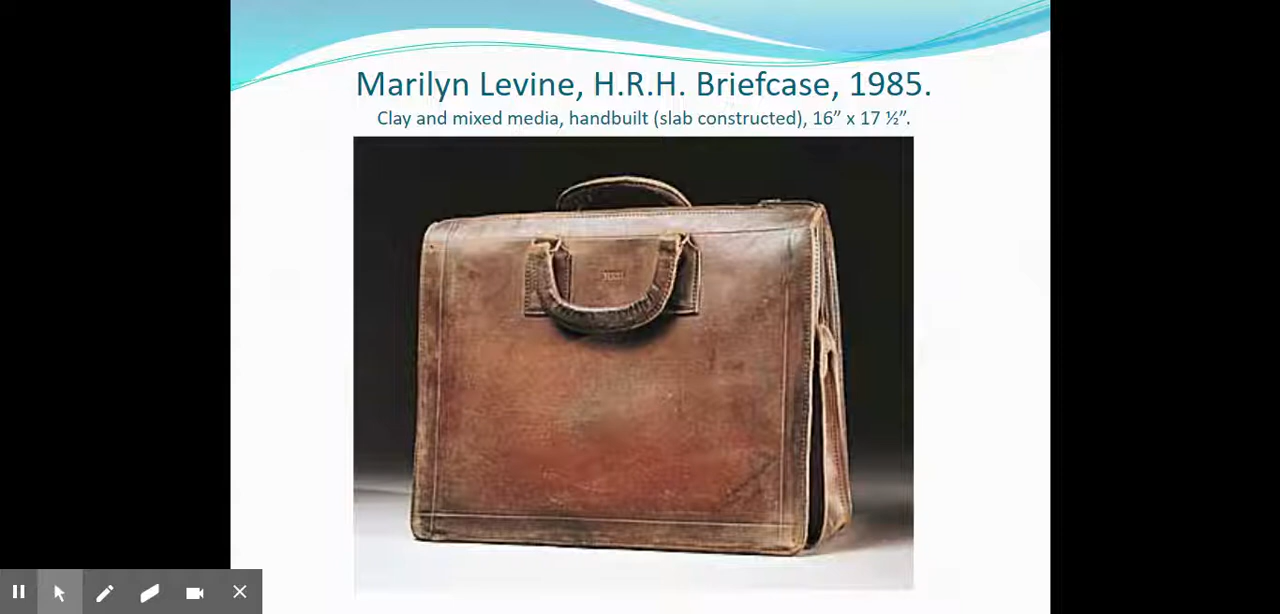 Marilyn Levine, H.R.H. Briefcase, 1985.
Clay and mixed media, handbuilt (slab constructed), 16” x 17 ½”.